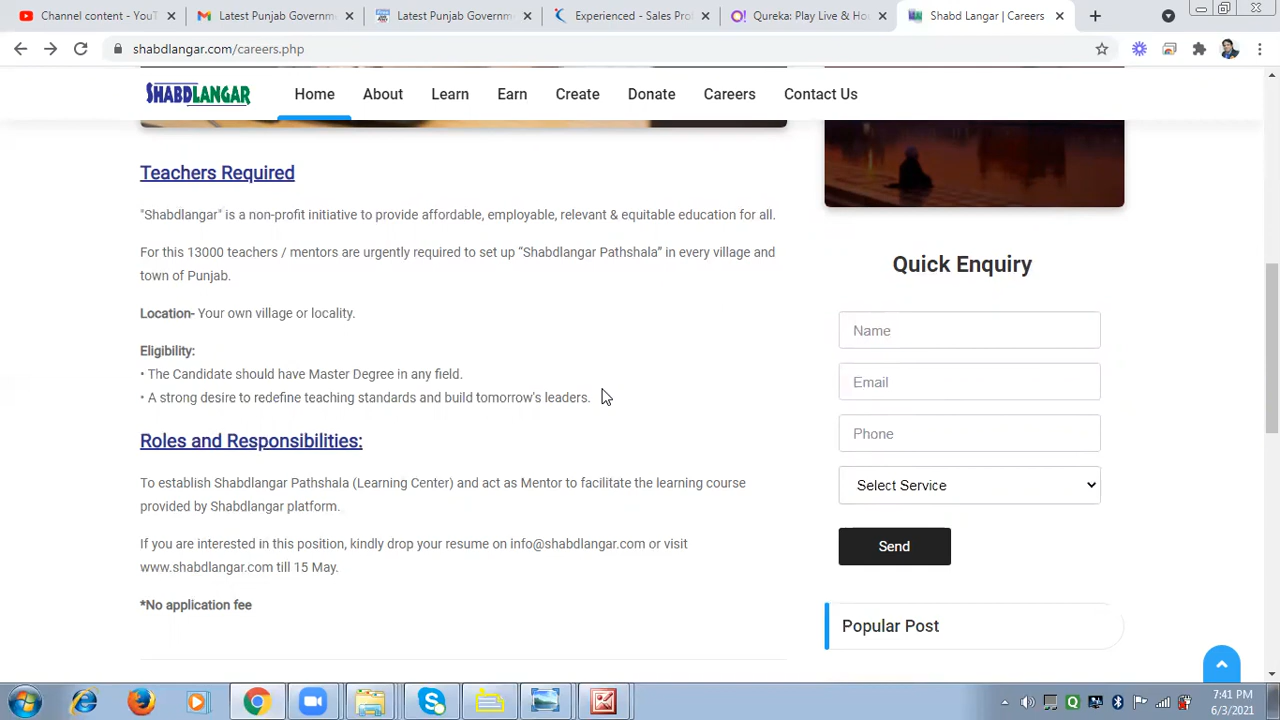 Channel content - YouT
Latest Punjab Governm
Latest Punjab Governm
Experienced - Sales Prof
Qureka: Play Live & Hou
Shabd Langar | Careers
shabdlangar.com/careers.php
SHABDLANGAR
Home
About
Learn
Earn
Create
Donate
Careers
Contact Us
Teachers Required
"Shabdlangar" is a non-profit initiative to provide affordable, employable, relevant & equitable education for all.
For this 13000 teachers / mentors are urgently required to set up “Shabdlangar Pathshala” in every village and
town of Punjab.
Location- Your own village or locality.
Eligibility:
• The Candidate should have Master Degree in any field.
• A strong desire to redefine teaching standards and build tomorrow's leaders.
Roles and Responsibilities:
To establish Shabdlangar Pathshala (Learning Center) and act as Mentor to facilitate the learning course
provided by Shabdlangar platform.
If you are interested in this position, kindly drop your resume on info@shabdlangar.com or visit
www.shabdlangar.com till 15 May.
*No application fee
Quick Enquiry
Name
Email
Phone
Select Service
Send
Popular Post
7:41 PM
6/3/2021